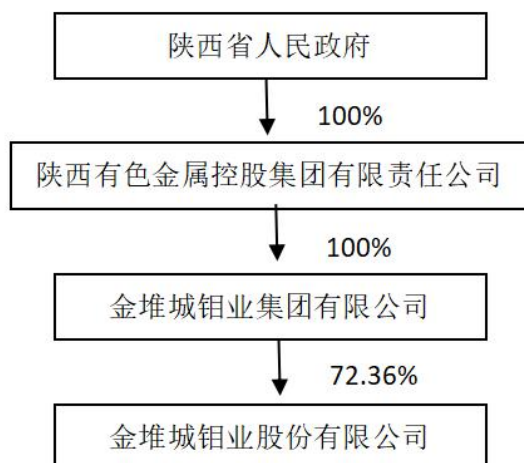 陕西省人民政府
100%
陕西有色金属控股集团有限责任公司
100%
金堆城钼业集团有限公司
72.36%
金堆城钼业股份有限公司